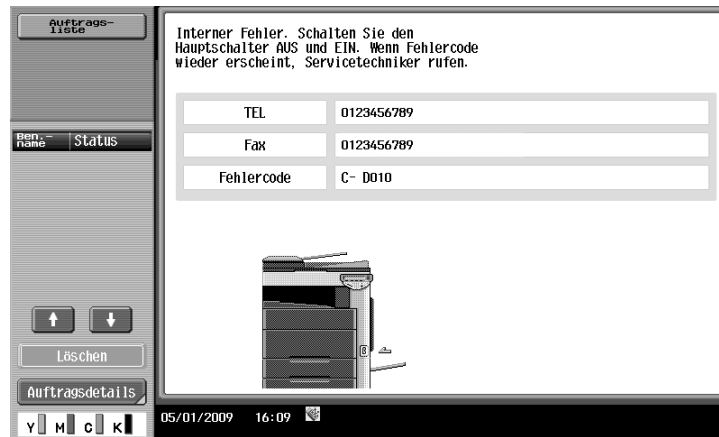 Auftrags-
liste
Interner Fehler. Schalten Sie den
Hauptschalter AUS und EIN. Wenn Fehlercode
wieder erscheint, Servicetechniker rufen.
TEL 0123456789
Fax 0123456789
Fehlercode C- D010
Ben.-
name Status
Löschen
Auftragsdetails
Y M C K
05/01/2009 16:09